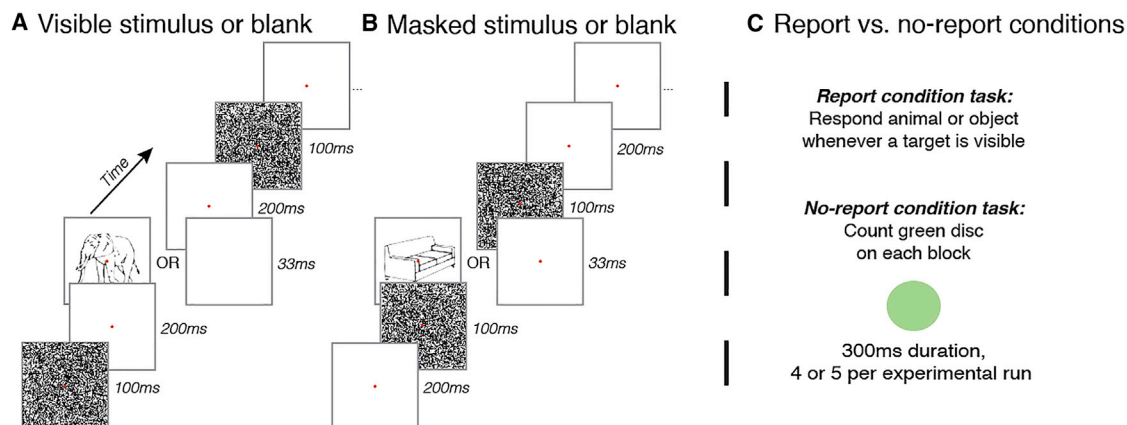 A Visible stimulus or blank
...
100ms
Time
200ms
OR
33ms
200ms
100ms
B Masked stimulus or blank
...
200ms
100ms
OR
33ms
100ms
200ms
C Report vs. no-report conditions
Report condition task:
Respond animal or object
whenever a target is visible
No-report condition task:
Count green disc
on each block
300ms duration,
4 or 5 per experimental run